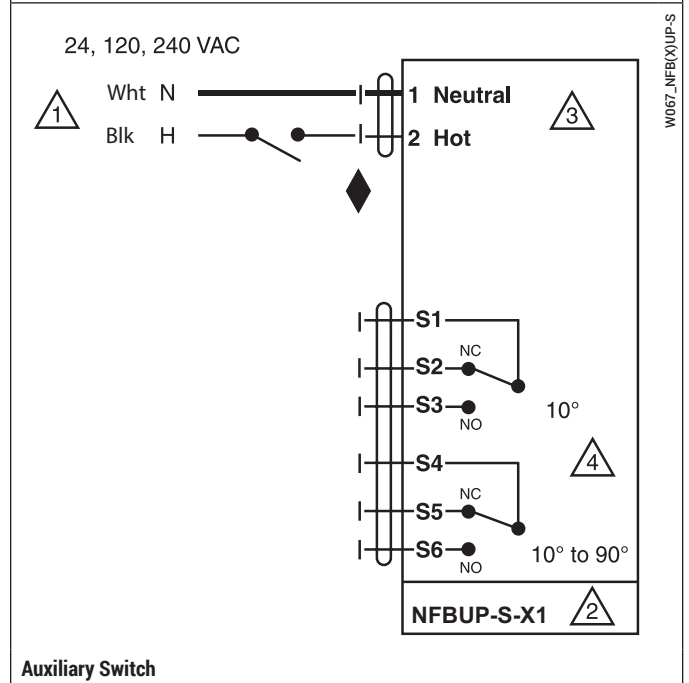 24, 120, 240 VAC
W067_NFB(X)UP-S
1
Wht N
1 Neutral
3
Blk H
2 Hot
S1
NC
S2
S3
NO
10°
S4
4
NC
S5
S6
NO
10° to 90°
NFBUP-S-X1
2
Auxiliary Switch